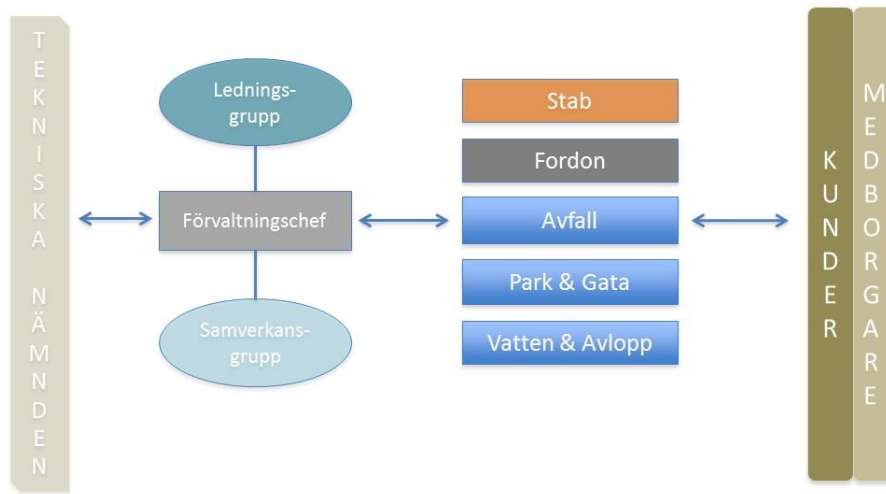 TEKNISKA NÄMNDEN
Lednings-
grupp
Förvaltningschef
Samverkans-
grupp
Stab
Fordon
Avfall
Park & Gata
Vatten & Avlopp
KUNDER
MEDBORGARE